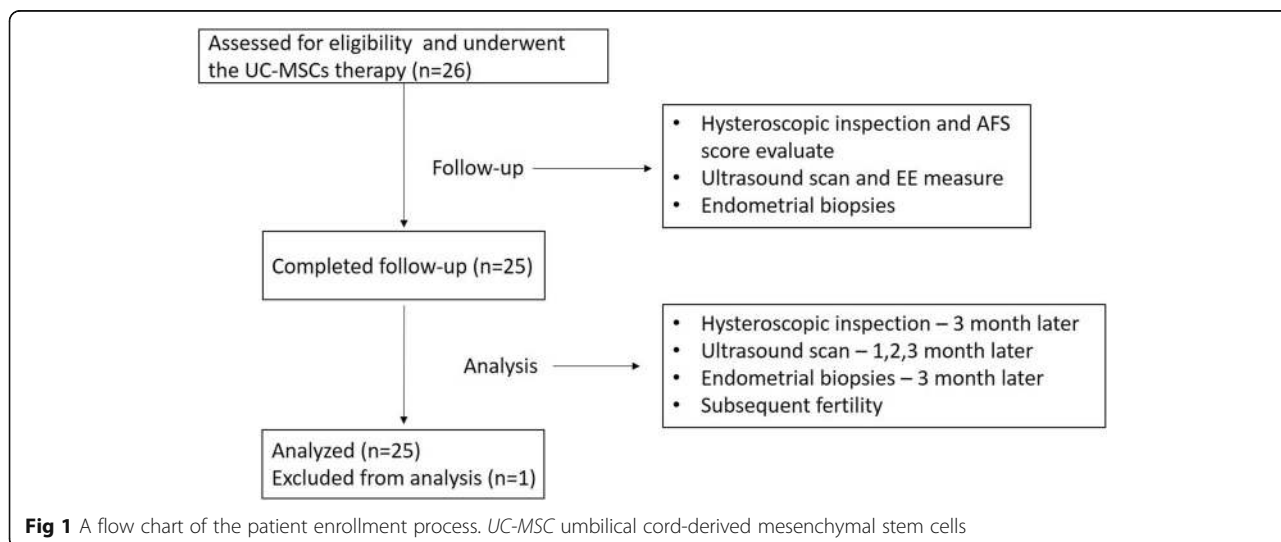 Assessed for eligibility and underwent
the UC-MSCs therapy (n=26)
Follow-up
• Hysteroscopic inspection and AFS
score evaluate
• Ultrasound scan and EE measure
• Endometrial biopsies
Completed follow-up (n=25)
Analysis
• Hysteroscopic inspection – 3 month later
• Ultrasound scan – 1,2,3 month later
• Endometrial biopsies – 3 month later
• Subsequent fertility
Analyzed (n=25)
Excluded from analysis (n=1)
Fig 1 A flow chart of the patient enrollment process. UC-MSC umbilical cord-derived mesenchymal stem cells